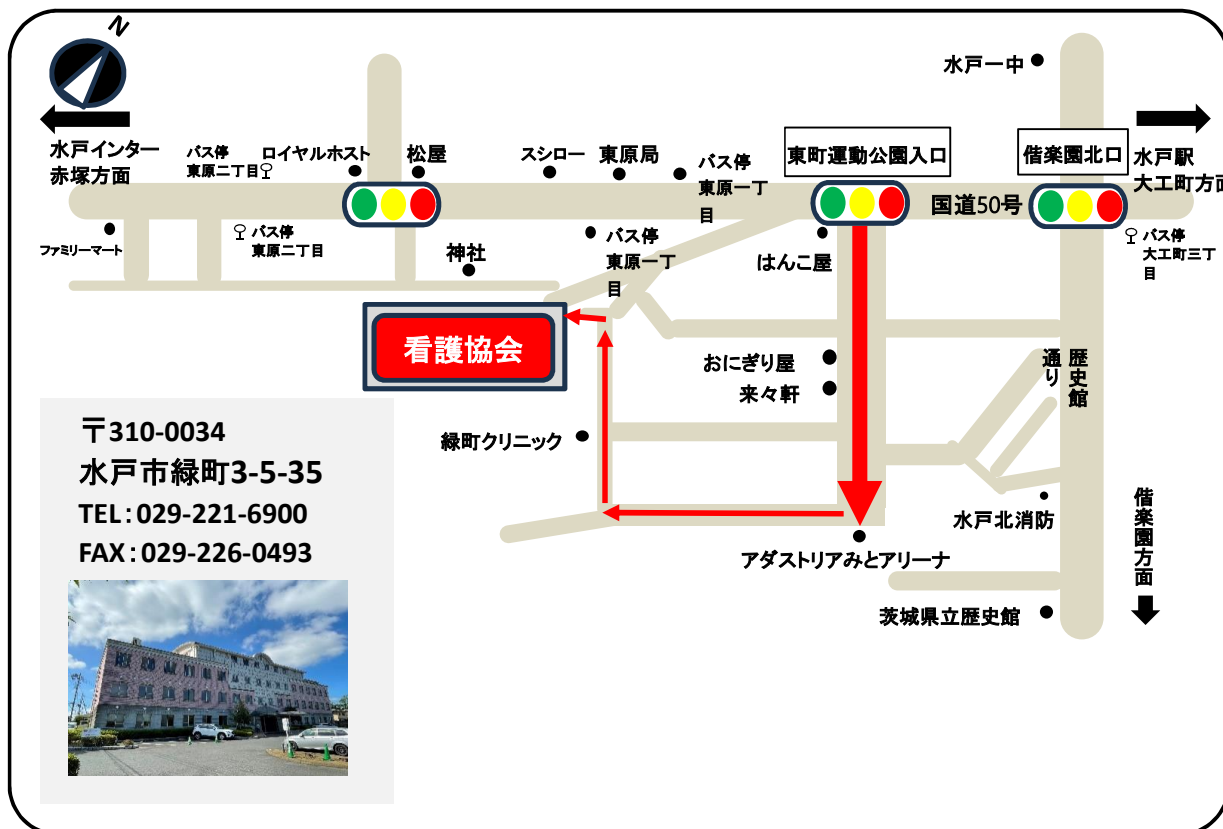 N
水戸一中
水戸インター
赤塚方面
バス停
東原二丁目
ロイヤルホスト
松屋
スシロー
東原局
バス停
東原一丁
目
東町運動公園入口
偕楽園北口
水戸駅
大工町方面
国道50号
ファミリーマート
バス停
東原二丁目
神社
バス停
東原一丁
目
はんこ屋
バス停
大工町三丁
目
看護協会
おにぎり屋
来々軒
歴史館
通り
緑町クリニック
〒310-0034
水戸市緑町3-5-35
TEL:029-221-6900
FAX:029-226-0493
水戸北消防
偕楽園方面
アダストリアみとアリーナ
茨城県立歴史館